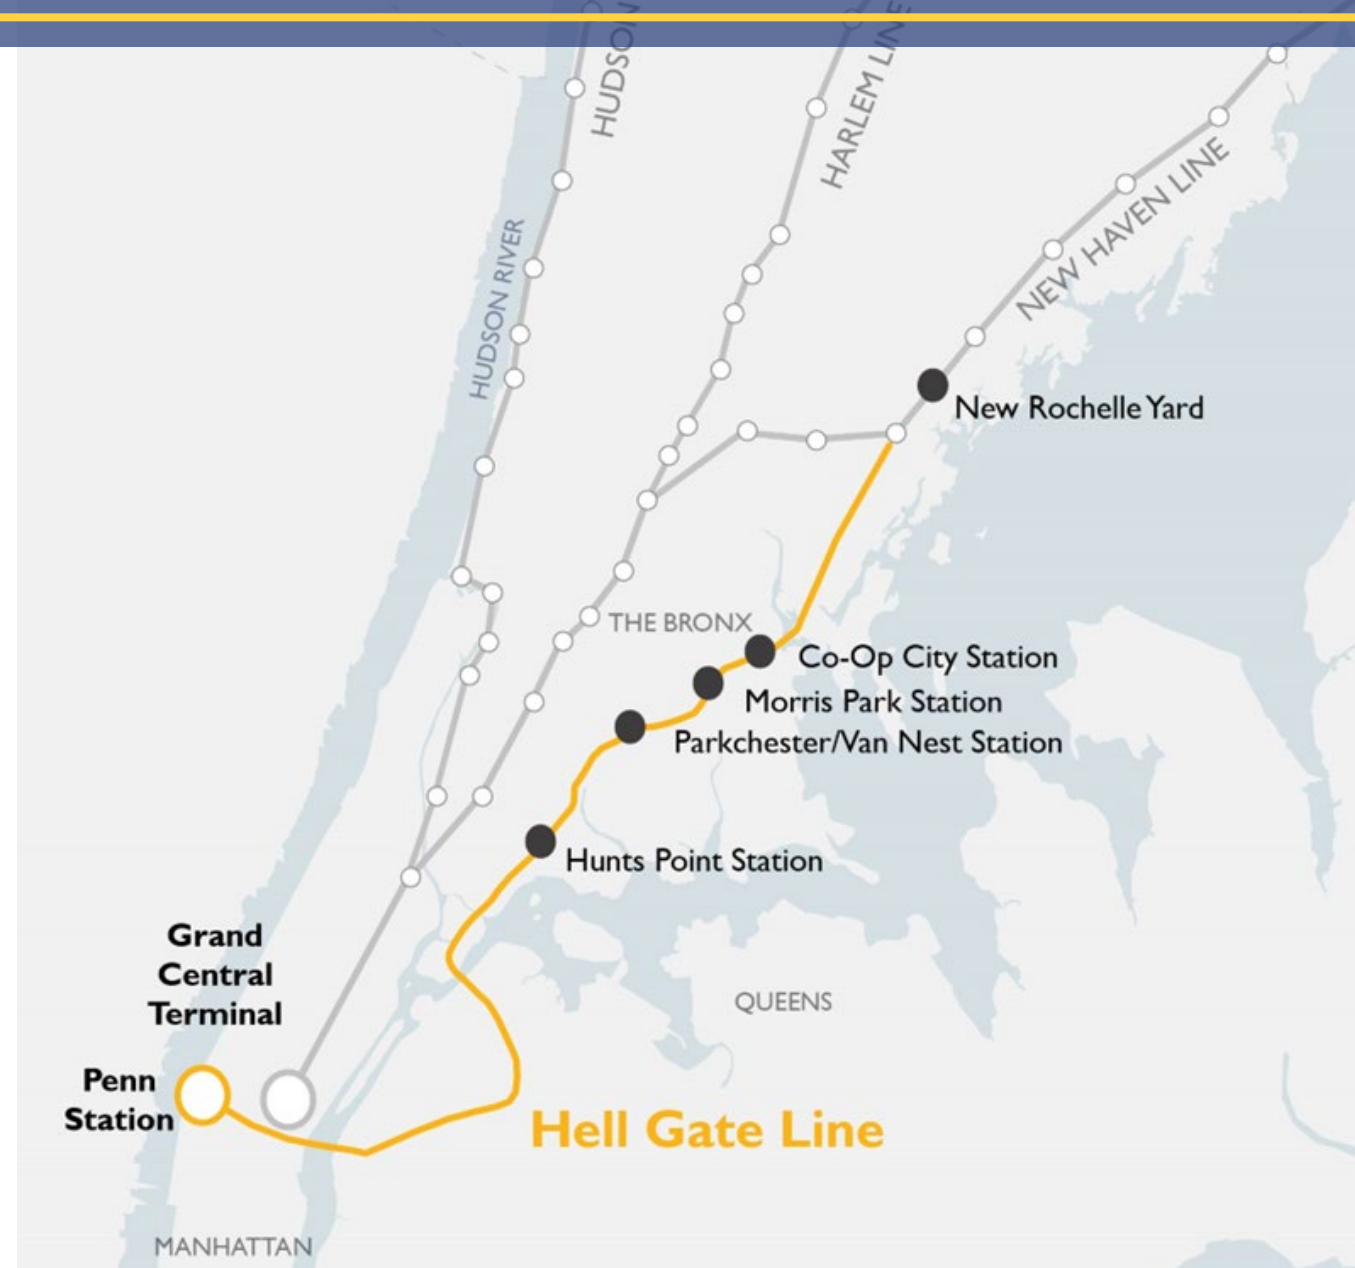 HUDSON
HARLEM LINE
NEW HAVEN LINE
HUDSON RIVER
New Rochelle Yard
THE BRONX
Co-Op City Station
Morris Park Station
Parkchester/Van Nest Station
Hunts Point Station
Grand
Central
Terminal
QUEENS
Penn
Station
Hell Gate Line
MANHATTAN